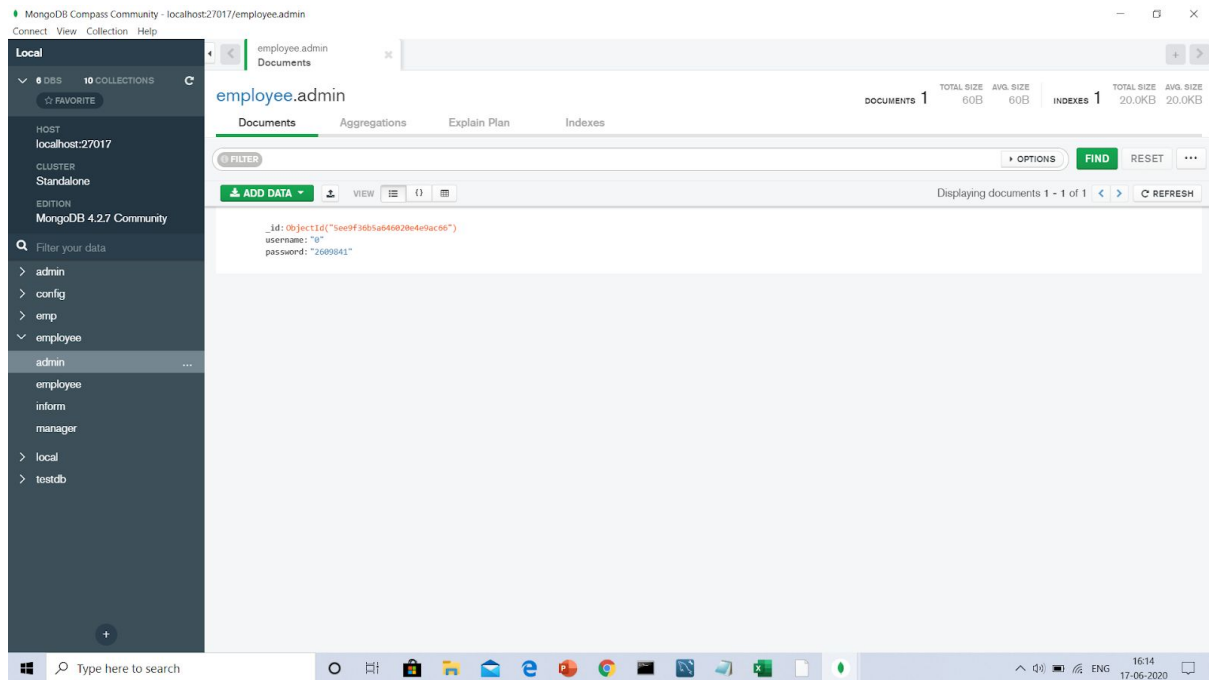 MongoDB Compass Community - localhost:27017/employee.admin
Connect View Collection Help
Local
6 DBS 10 COLLECTIONS
FAVORITE
HOST
localhost:27017
CLUSTER
Standalone
EDITION
MongoDB 4.2.7 Community
Filter your data
admin
config
emp
employee
admin ...
employee
inform
manager
local
testdb
employee.admin
Documents
employee.admin
DOCUMENTS 1 TOTAL SIZE 60B AVG. SIZE 60B INDEXES 1 TOTAL SIZE 20.0KB AVG. SIZE 20.0KB
Documents Aggregations Explain Plan Indexes
FILTER OPTIONS FIND RESET ...
ADD DATA VIEW {} Displaying documents 1 - 1 of 1 REFRESH
_id:ObjectId("5ee9f36b5a646020e4e9ac66")
username:"0"
password:"2609841"
Type here to search
ENG
16:14
17-06-2020